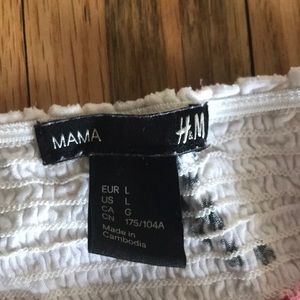 MAMA H&M
EUR L
US L
CA G
CN 175/104A
Made in
Cambodia